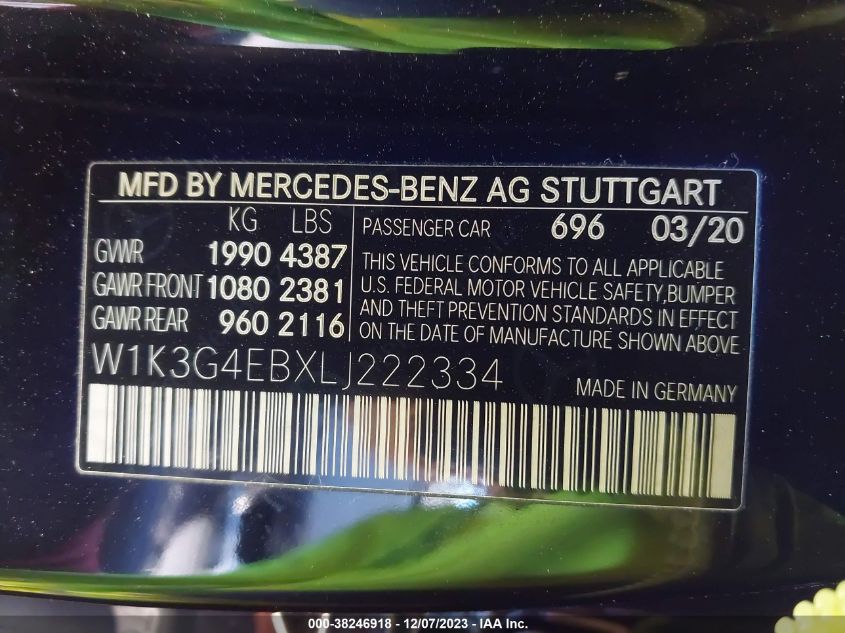 MFD BY MERCEDES-BENZ AG STUTTGART
KG LBS
GVWR 1990 4387
GAWR FRONT 1080 2381
GAWR REAR 960 2116
PASSENGER CAR 696 03/20
THIS VEHICLE CONFORMS TO ALL APPLICABLE
U.S. FEDERAL MOTOR VEHICLE SAFETY,BUMPER
AND THEFT PREVENTION STANDARDS IN EFFECT
ON THE DATE OF MANUFACTURE SHOWN ABOVE
W1K3G4EBXLJ222334
MADE IN GERMANY
000-38246918 - 12/07/2023 - IAA Inc.